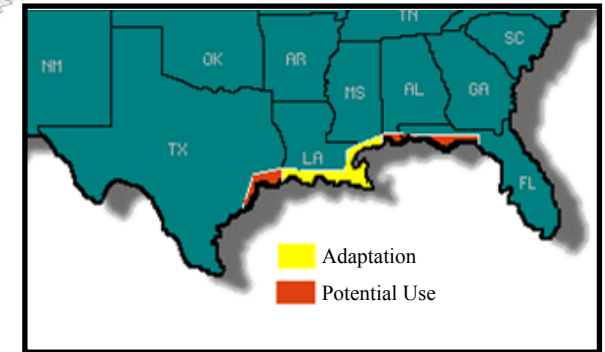 TN
SC
OK
AR
NM
MS
AL
GA
TX
LA
FL
Adaptation
Potential Use